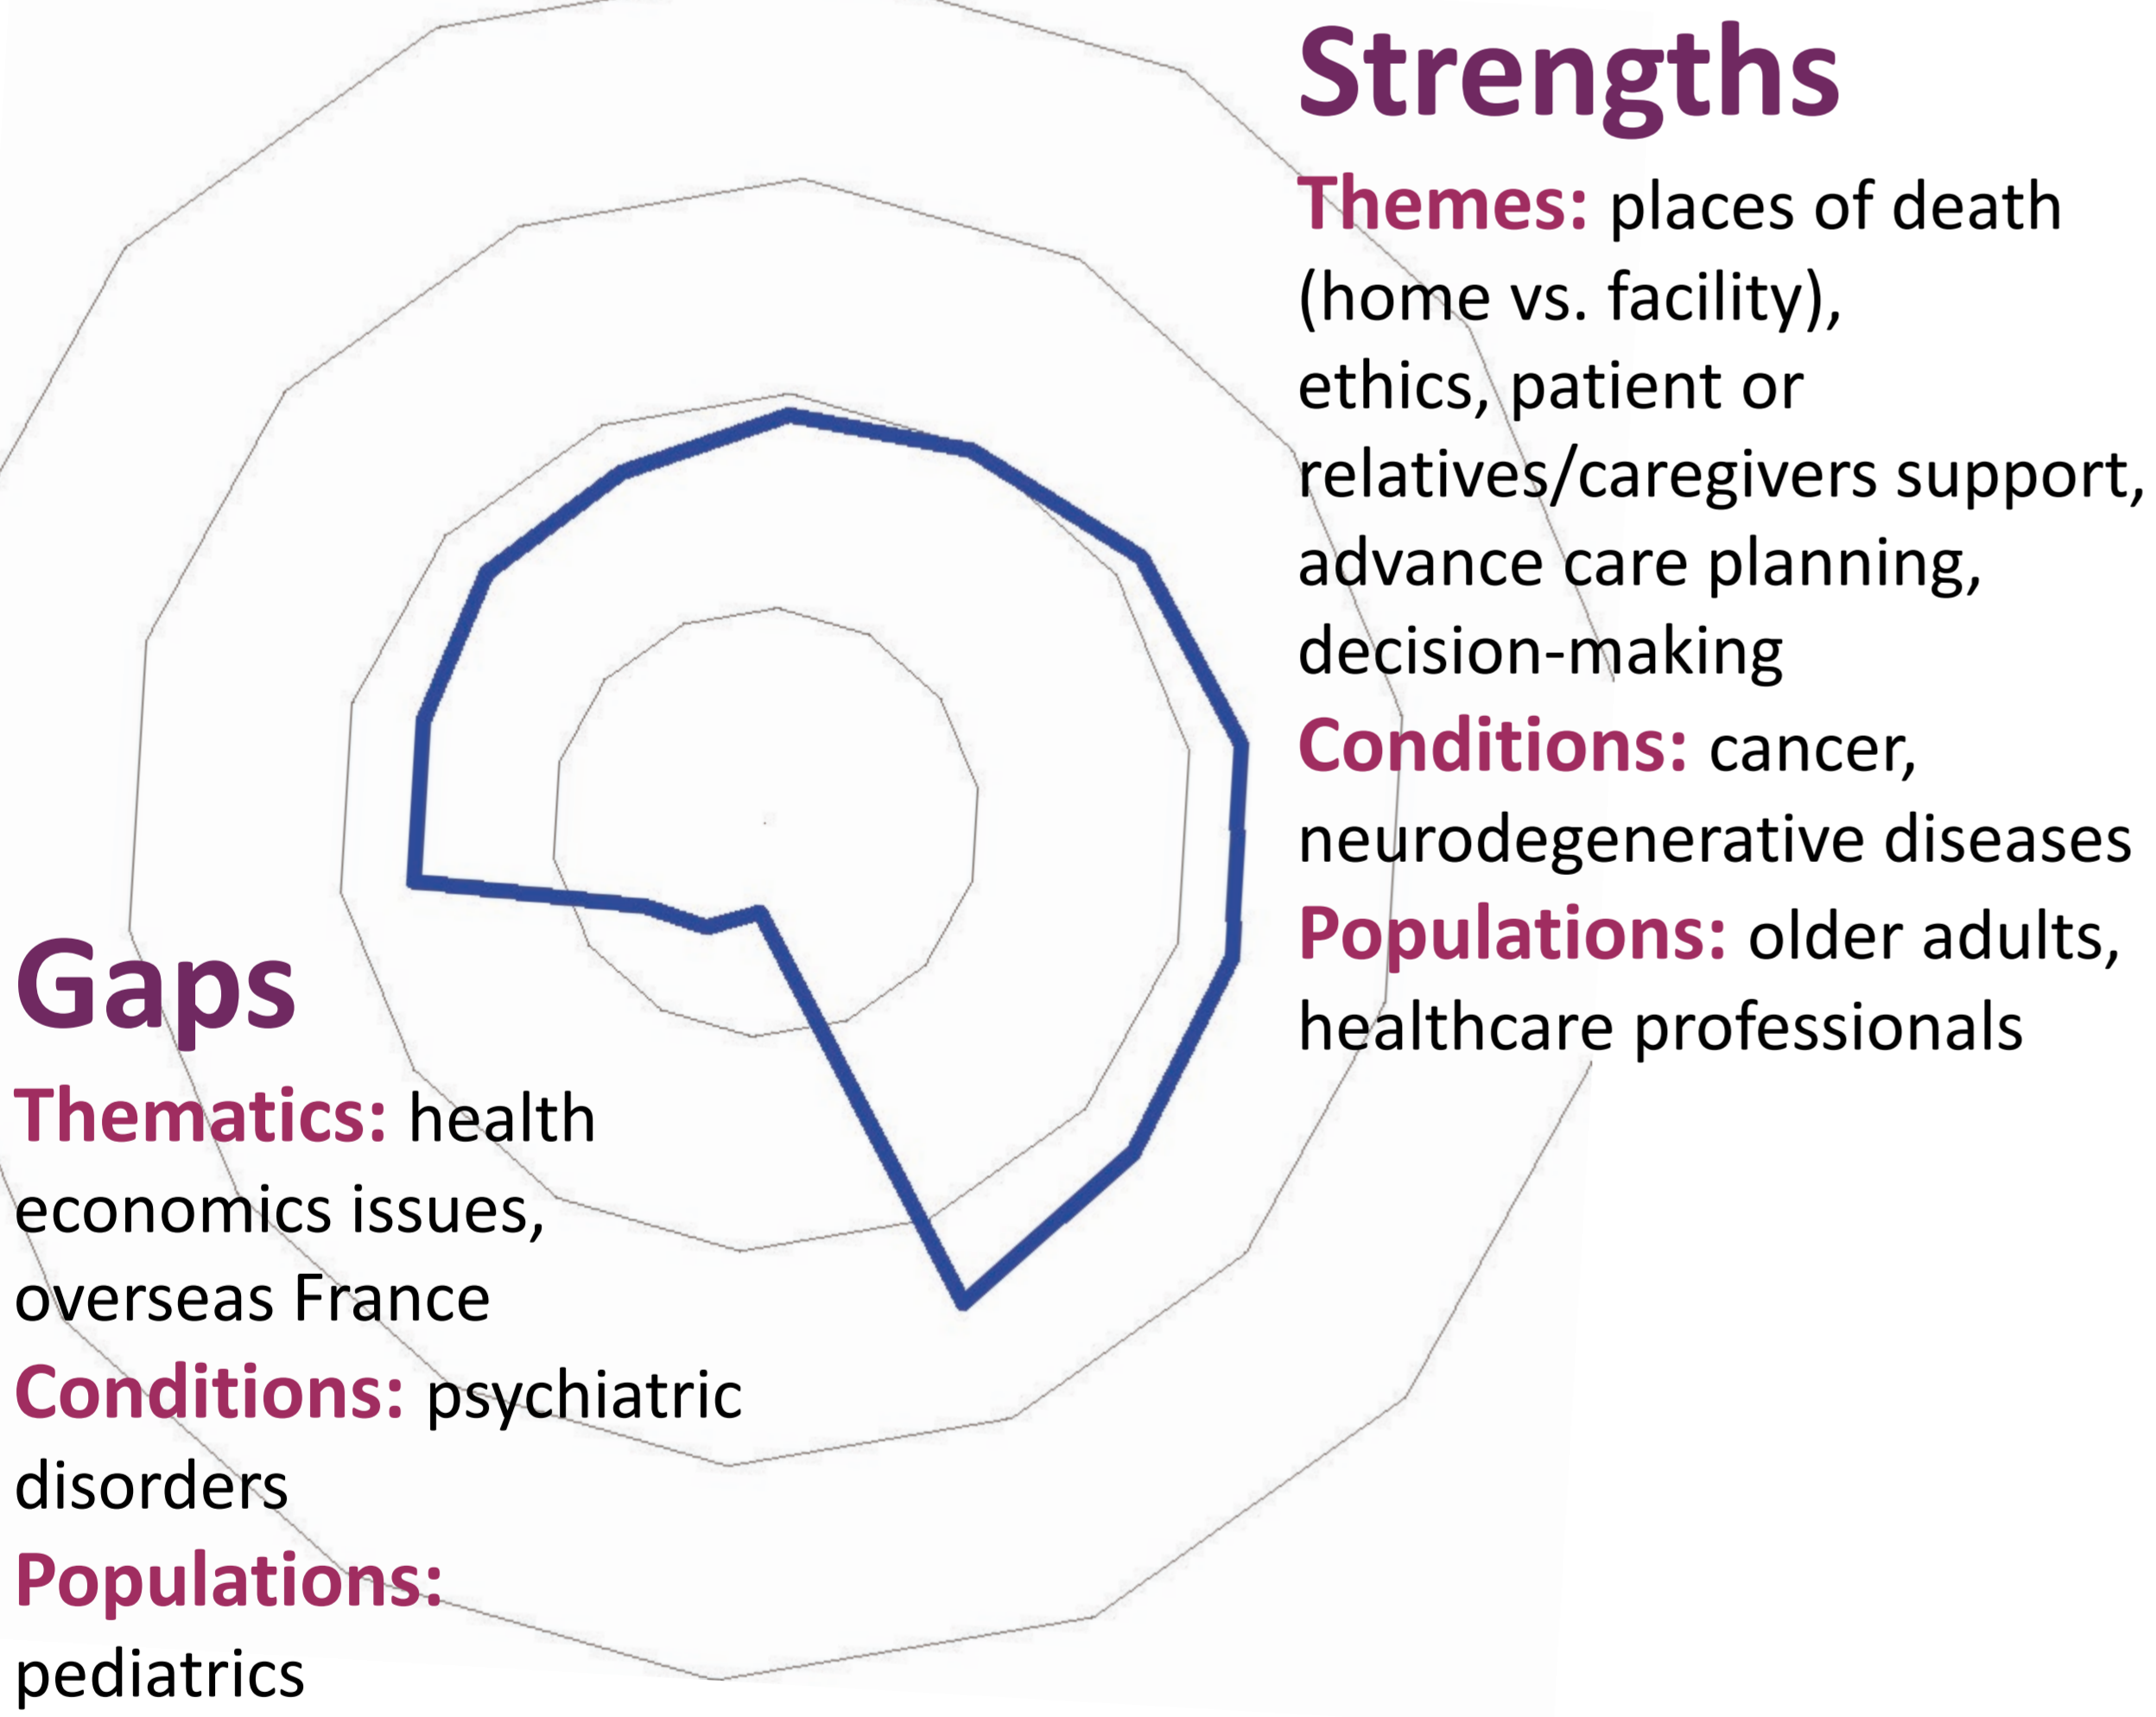 Strengths
Themes: places of death
(home vs. facility),
ethics, patient or
relatives/caregivers support,
advance care planning,
decision-making
Conditions: cancer,
neurodegenerative diseases
Populations: older adults,
healthcare professionals
Gaps
Thematics: health
economics issues,
overseas France
Conditions: psychiatric
disorders
Populations:
pediatrics